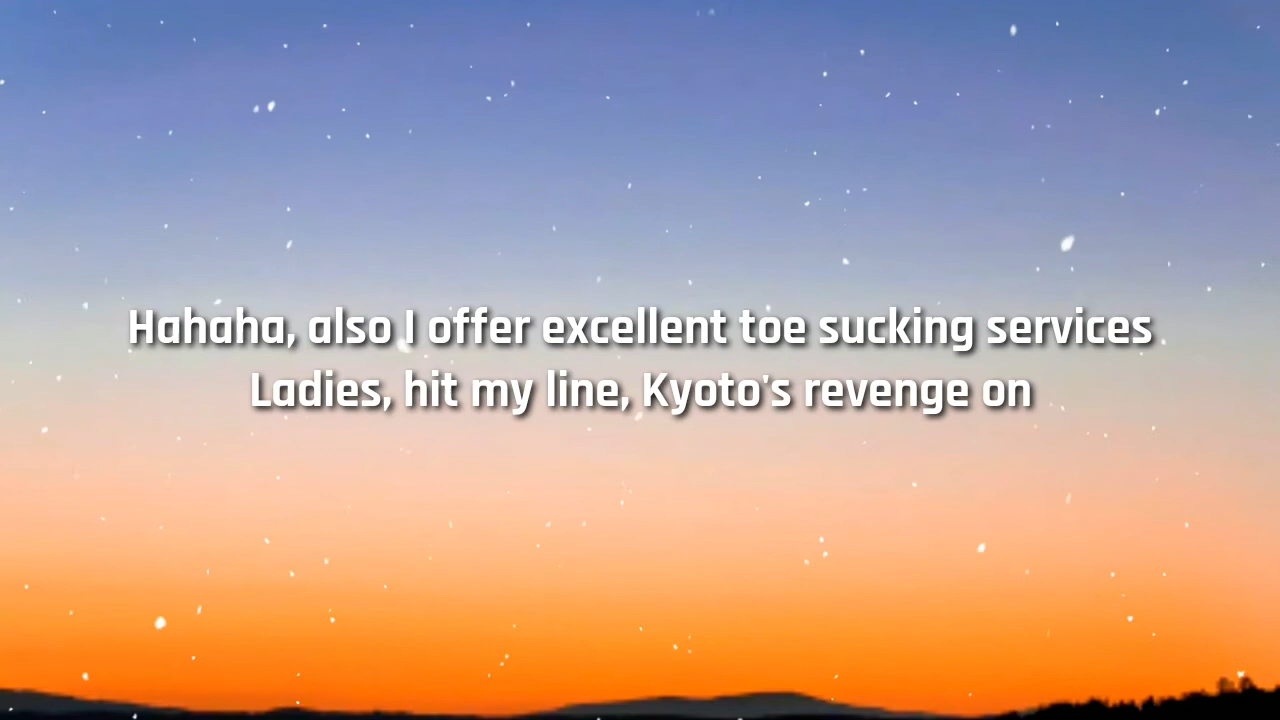 Hahaha, also I offer excellent toe sucking services
Ladies, hit my line, Kyoto's revenge on